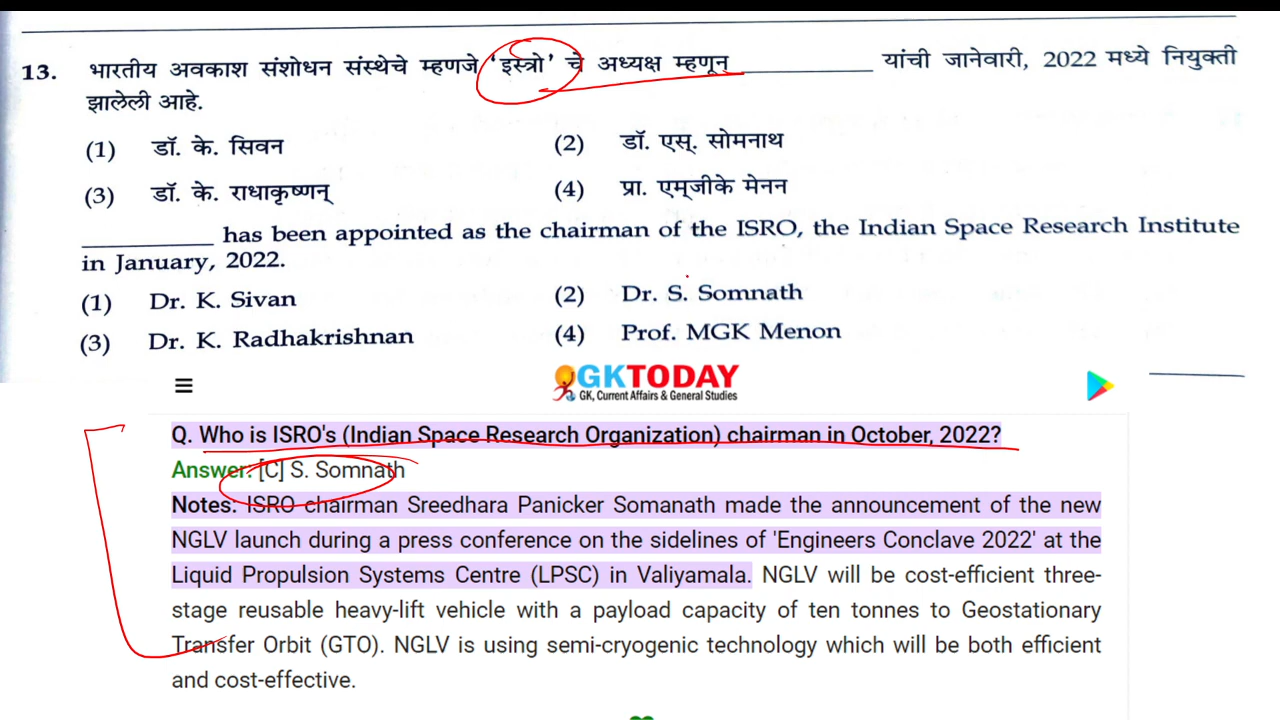 13. भारतीय अवकाश संशोधन संस्थेचे म्हणजे ‘इस्त्रो’ चे अध्यक्ष म्हणून __________ यांची जानेवारी, 2022 मध्ये नियुक्ती
झालेली आहे.
(1) डॉ. के. सिवन (2) डॉ. एस्. सोमनाथ
(3) डॉ. के. राधाकृष्णन् (4) प्रा. एम्‌जीके मेनन
__________ has been appointed as the chairman of the ISRO, the Indian Space Research Institute
in January, 2022.
(1) Dr. K. Sivan (2) Dr. S. Somnath
(3) Dr. K. Radhakrishnan (4) Prof. MGK Menon
GKTODAY
GK, Current Affairs & General Studies
Q. Who is ISRO's (Indian Space Research Organization) chairman in October, 2022?
Answer: [C] S. Somnath
Notes: ISRO chairman Sreedhara Panicker Somanath made the announcement of the new
NGLV launch during a press conference on the sidelines of 'Engineers Conclave 2022' at the
Liquid Propulsion Systems Centre (LPSC) in Valiyamala. NGLV will be cost-efficient three-
stage reusable heavy-lift vehicle with a payload capacity of ten tonnes to Geostationary
Transfer Orbit (GTO). NGLV is using semi-cryogenic technology which will be both efficient
and cost-effective.